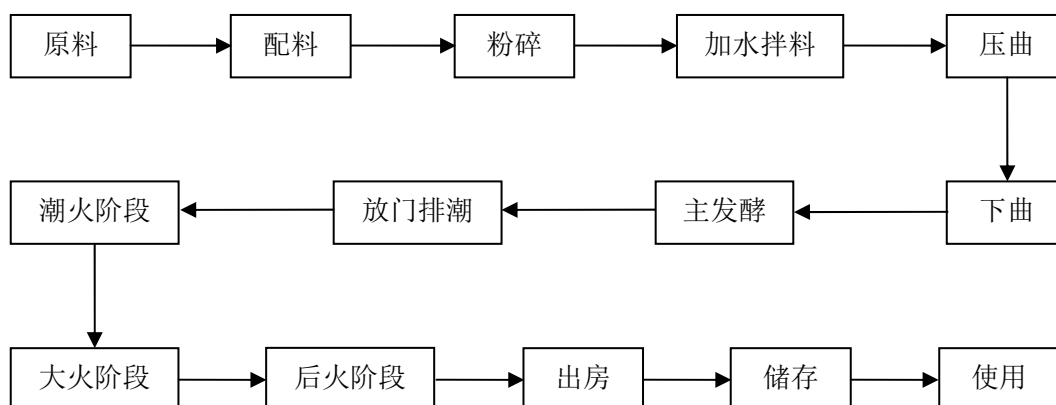 原料
配料
粉碎
加水拌料
压曲
下曲
主发酵
放门排潮
潮火阶段
大火阶段
后火阶段
出房
储存
使用